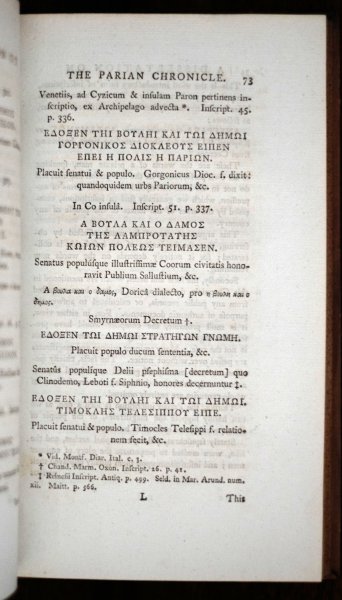 THE PARIAN CHRONICLE. 73
Venetiis, ad Cyzicum & insulam Paron pertinens in-
scriptio, ex Archipelago advecta *. Inscript. 45.
p. 336.
ΕΔΟΞΕΝ ΤΗΙ ΒΟΥΛΗΙ ΚΑΙ ΤΩΙ ΔΗΜΩΙ
ΓΟΡΓΟΝΙΚΟΣ ΔΙΟΚΛΕΟΥΣ ΕΙΠΕΝ
ΕΠΕΙ Η ΠΟΛΙΣ Η ΠΑΡΙΩΝ.
Placuit senatui & populo. Gorgonicus Dioc. f. dixit:
quandoquidem urbs Pariorum, &c.
In Co insulâ. Inscript. 51. p. 337.
Α ΒΟΥΛΑ ΚΑΙ Ο ΔΑΜΟΣ
ΤΗΣ ΛΑΜΠΡΟΤΑΤΗΣ
ΚΩΙΩΝ ΠΟΛΕΩΣ ΤΕΙΜΑΣΕΝ.
Senatus populusque illustrissimæ Coorum civitatis hono-
ravit Publium Sallustium, &c.
Α βουλα και ο δαμος, Doricâ dialecto, pro η βουλη και ο
δημος.
Smyrnæorum Decretum †.
ΕΔΟΞΕΝ ΤΩΙ ΔΗΜΩΙ ΣΤΡΑΤΗΓΩΝ ΓΝΩΜΗ.
Placuit populo ducum sententia, &c.
Senatûs populique Delii psephisma [decretum] quo
Clinodemo, Leboti f. Siphnio, honores decernuntur ‡.
ΕΔΟΞΕΝ ΤΗΙ ΒΟΥΛΗΙ ΚΑΙ ΤΩΙ ΔΗΜΩΙ.
ΤΙΜΟΚΛΗΣ ΤΕΛΕΣΙΠΠΟΥ ΕΙΠΕ.
Placuit senatui & populo. Timocles Telesippi f. relatio-
nem fecit, &c.
* Vid. Montf. Diar. Ital. c. 3.
† Chand. Marm. Oxon. Inscript. 26. p. 41.
‡ Reinesii Inscript. Antiq. p. 499. Seld. in Mar. Arund. num.
xii. Maitt. p. 566.
L This